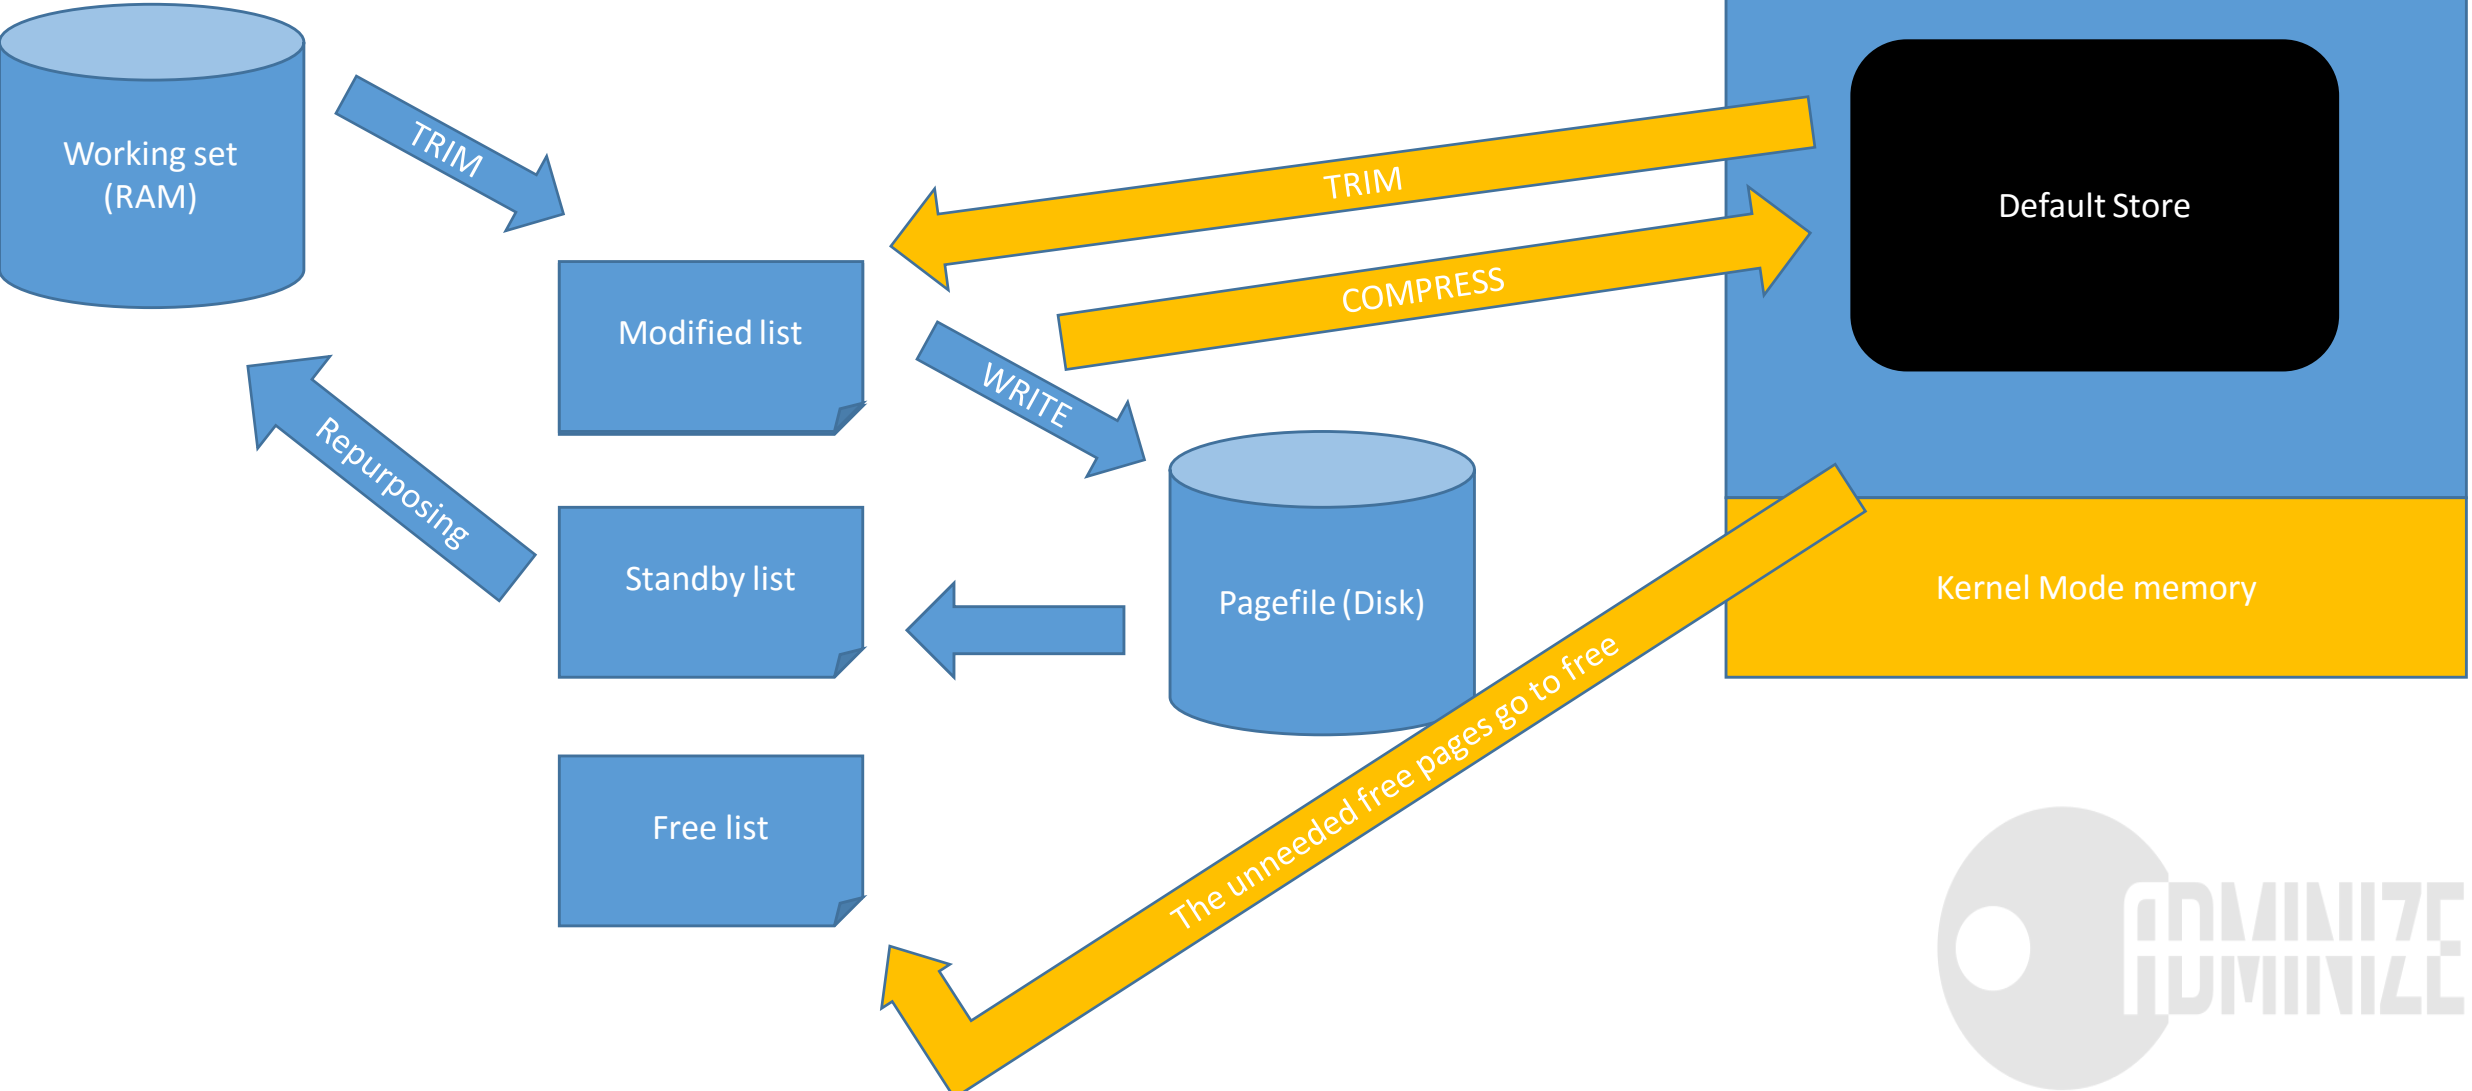 Working set
(RAM)
TRIM
TRIM
Default Store
COMPRESS
Modified list
WRITE
Repurposing
Standby list
Pagefile (Disk)
Kernel Mode memory
The unneeded free pages go to free
Free list
ADMINIZE